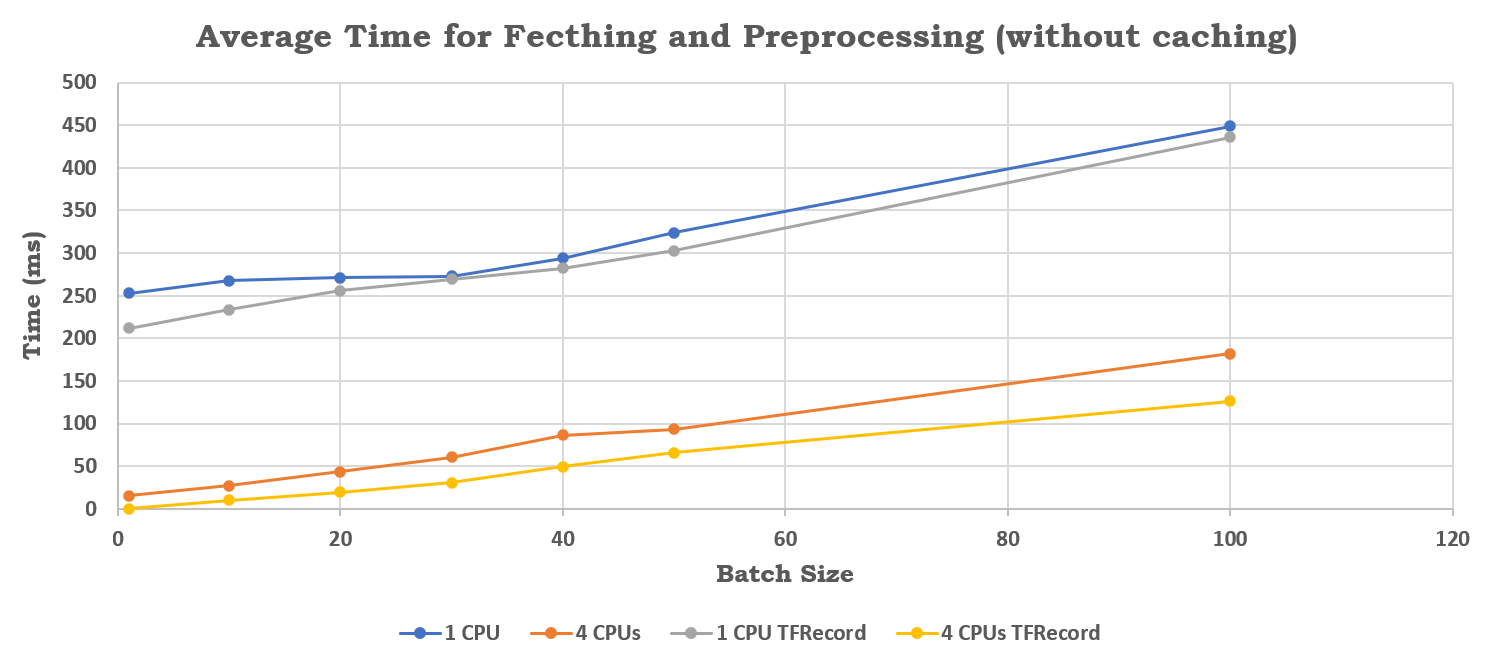 Average Time for Fecthing and Preprocessing (without caching)
500
450
400
350
300
250
200
150
100
50
0
Time (ms)
0 20 40 60 80 100 120
Batch Size
1 CPU 4 CPUs 1 CPU TFRecord 4 CPUs TFRecord